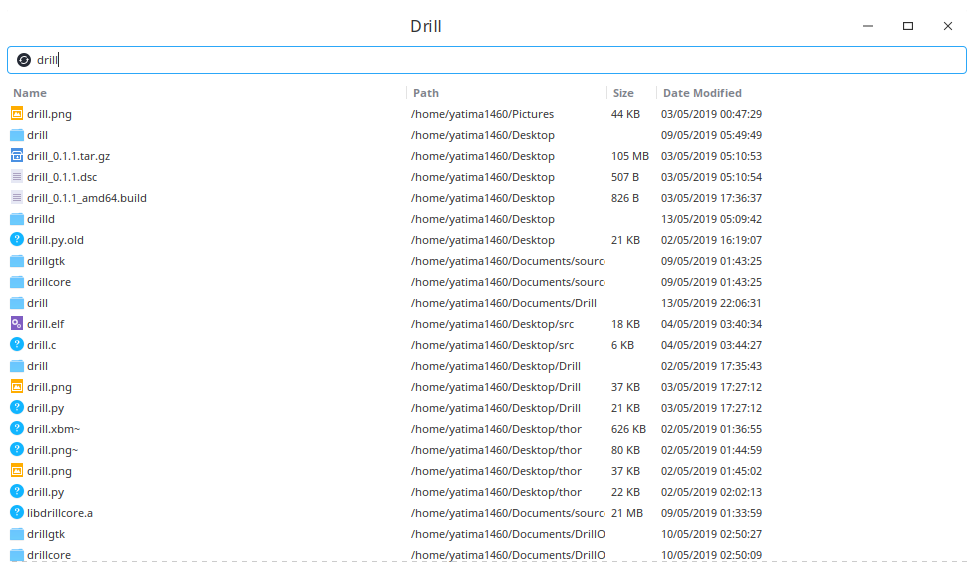 Drill
drill
Name Path Size Date Modified
drill.png /home/yatima1460/Pictures 44 KB 03/05/2019 00:47:29
drill /home/yatima1460/Desktop 09/05/2019 05:49:49
drill_0.1.1.tar.gz /home/yatima1460/Desktop 105 MB 03/05/2019 05:10:53
drill_0.1.1.dsc /home/yatima1460/Desktop 507 B 03/05/2019 05:10:54
drill_0.1.1_amd64.build /home/yatima1460/Desktop 826 B 03/05/2019 17:36:37
drilld /home/yatima1460/Desktop 13/05/2019 05:09:42
drill.py.old /home/yatima1460/Desktop 21 KB 02/05/2019 16:19:07
drillgtk /home/yatima1460/Documents/sourc 09/05/2019 01:43:25
drillcore /home/yatima1460/Documents/sourc 09/05/2019 01:43:25
drill /home/yatima1460/Documents/Drill 13/05/2019 22:06:31
drill.elf /home/yatima1460/Desktop/src 18 KB 04/05/2019 03:40:34
drill.c /home/yatima1460/Desktop/src 6 KB 04/05/2019 03:44:27
drill /home/yatima1460/Desktop/Drill 02/05/2019 17:35:43
drill.png /home/yatima1460/Desktop/Drill 37 KB 03/05/2019 17:27:12
drill.py /home/yatima1460/Desktop/Drill 21 KB 03/05/2019 17:27:12
drill.xbm~ /home/yatima1460/Desktop/thor 626 KB 02/05/2019 01:36:55
drill.png~ /home/yatima1460/Desktop/thor 80 KB 02/05/2019 01:44:59
drill.png /home/yatima1460/Desktop/thor 37 KB 02/05/2019 01:45:02
drill.py /home/yatima1460/Desktop/thor 22 KB 02/05/2019 02:02:13
libdrillcore.a /home/yatima1460/Documents/sourc 21 MB 09/05/2019 01:33:59
drillgtk /home/yatima1460/Documents/DrillO 10/05/2019 02:50:27
drillcore /home/yatima1460/Documents/DrillO 10/05/2019 02:50:09